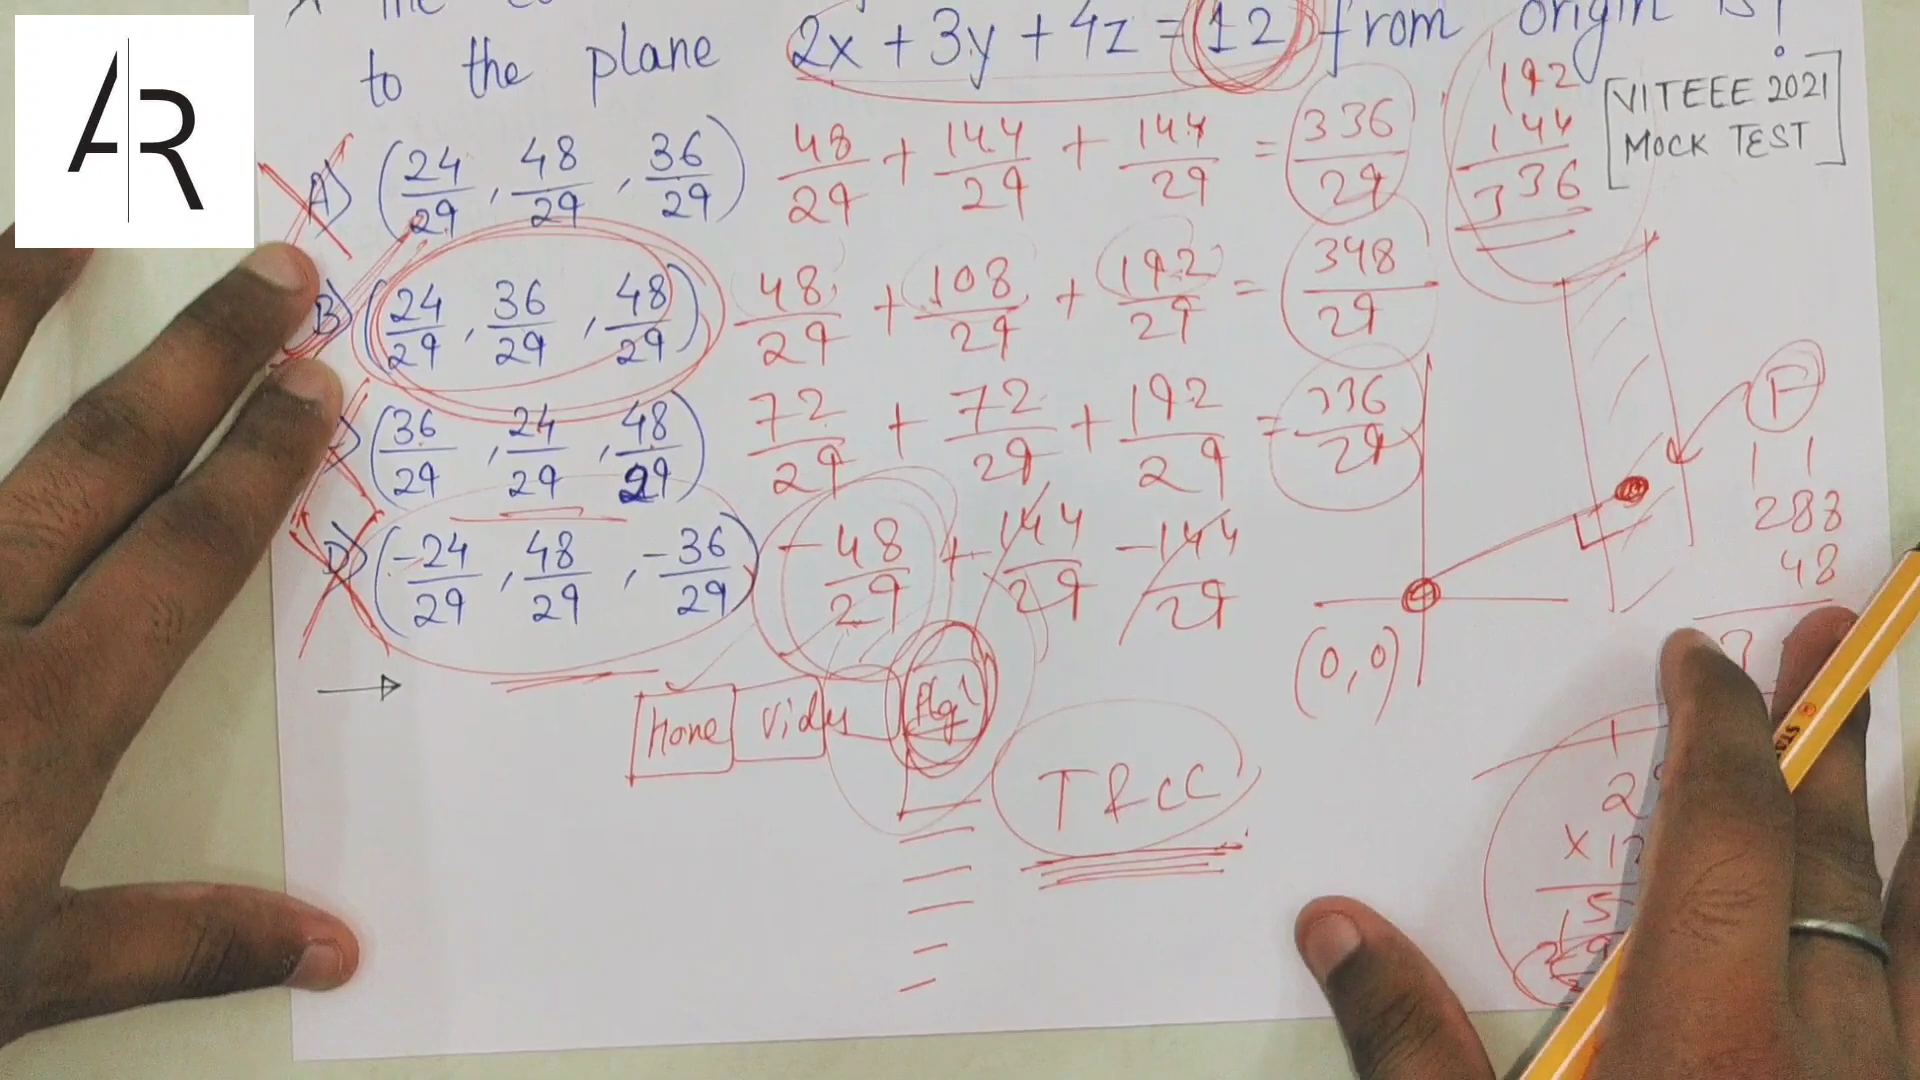 AR
to the plane 2x + 3y + 4z = 12 from origin is?
[VITEEE 2021
MOCK TEST]
192
144
336
A) (24/29, 48/29, 36/29) 48/29 + 144/29 + 144/29 = 336/29
B) (24/29, 36/29, 48/29) 48/29 + 108/29 + 192/29 = 348/29
(36/29, 24/29, 48/29) 72/29 + 72/29 + 192/29 = 336/29
D) (-24/29, 48/29, -36/29) -48/29 + 144/29 - 144/29
F
1 1
288
48
(0,0)
→
Home
TRCC